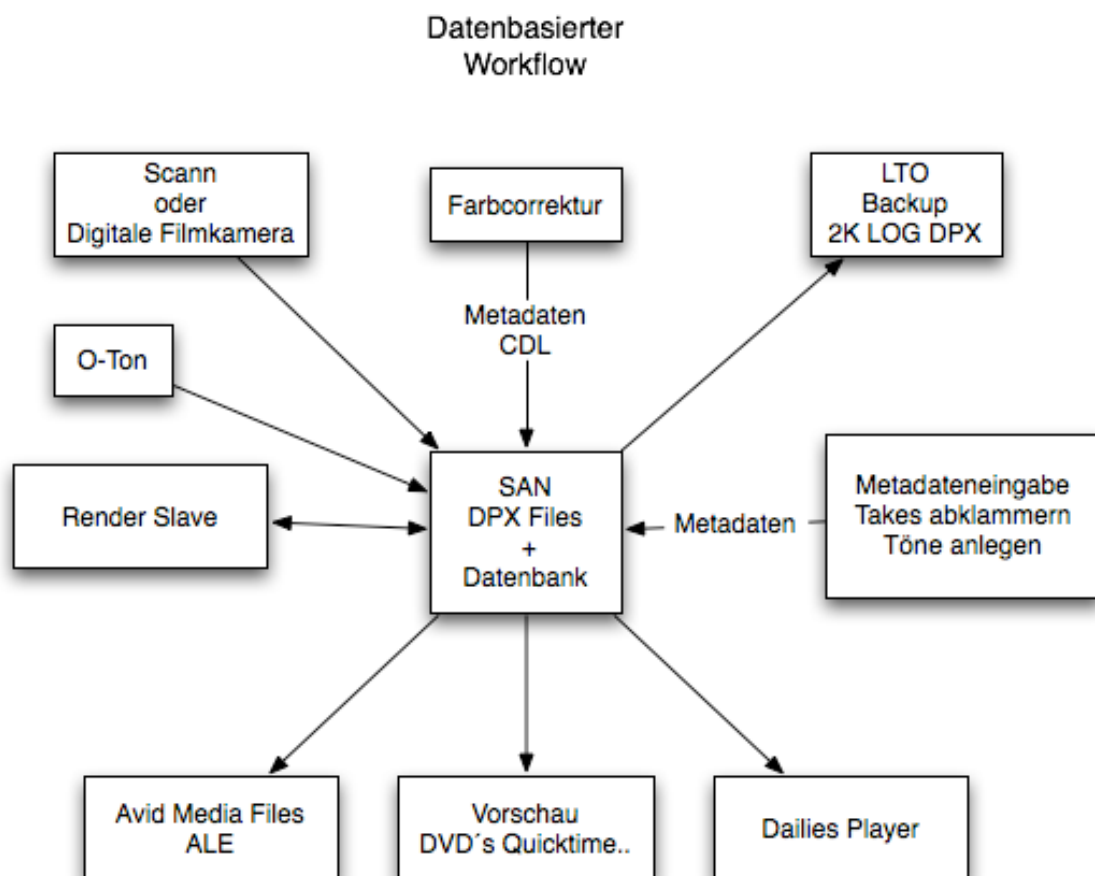 Datenbasierter
Workflow
Scann
oder
Digitale Filmkamera
Farbcorrektur
LTO
Backup
2K LOG DPX
Metadaten
CDL
O-Ton
Render Slave
SAN
DPX Files
+
Datenbank
Metadaten
Metadateneingabe
Takes abklammern
Töne anlegen
Avid Media Files
ALE
Vorschau
DVD´s Quicktime..
Dailies Player